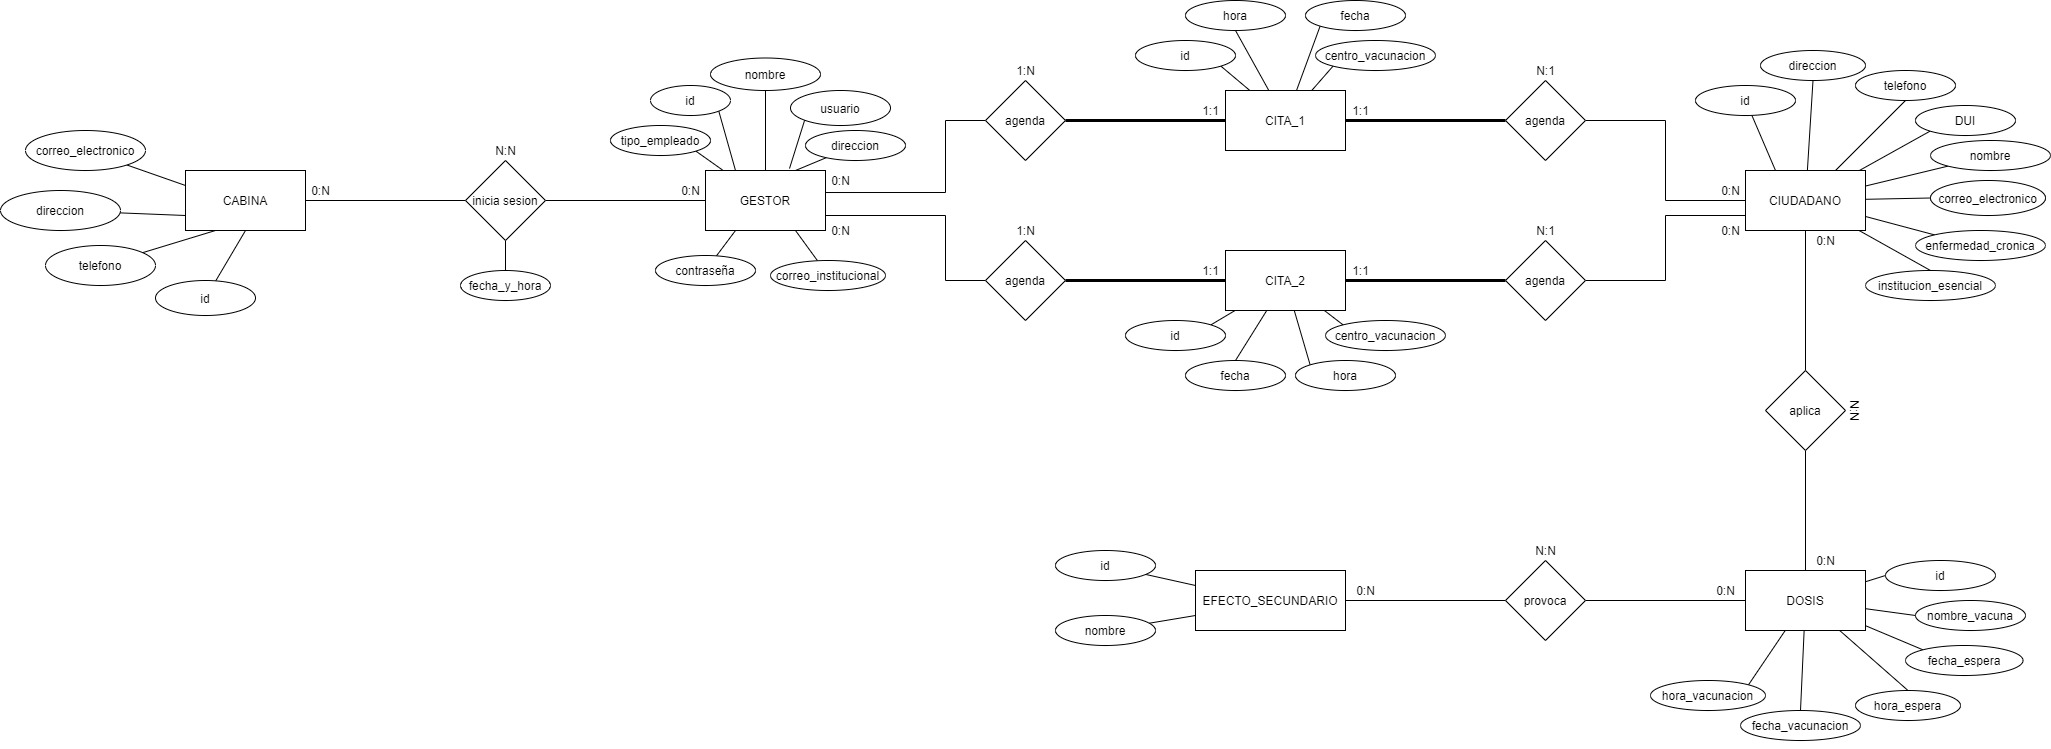 hora
fecha
id
centro_vacunacion
1:N
agenda
1:1
CITA_1
1:1
N:1
agenda
direccion
telefono
id
DUI
nombre
correo_electronico
enfermedad_cronica
institucion_esencial
0:N
CIUDADANO
0:N
0:N
nombre
id
usuario
tipo_empleado
direccion
0:N
GESTOR
0:N
0:N
contraseña
correo_institucional
correo_electronico
direccion
CABINA
0:N
telefono
id
N:N
inicia sesion
fecha_y_hora
1:N
agenda
1:1
CITA_2
1:1
N:1
agenda
id
centro_vacunacion
fecha
hora
aplica
N:N
0:N
id
nombre
EFECTO_SECUNDARIO
0:N
N:N
provoca
0:N
DOSIS
id
nombre_vacuna
fecha_espera
hora_espera
hora_vacunacion
fecha_vacunacion